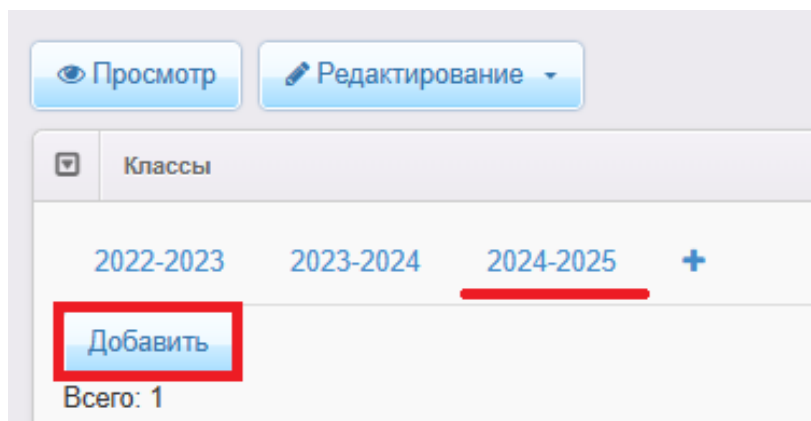 Просмотр Редактирование
Классы
2022-2023 2023-2024 2024-2025 +
Добавить
Всего: 1